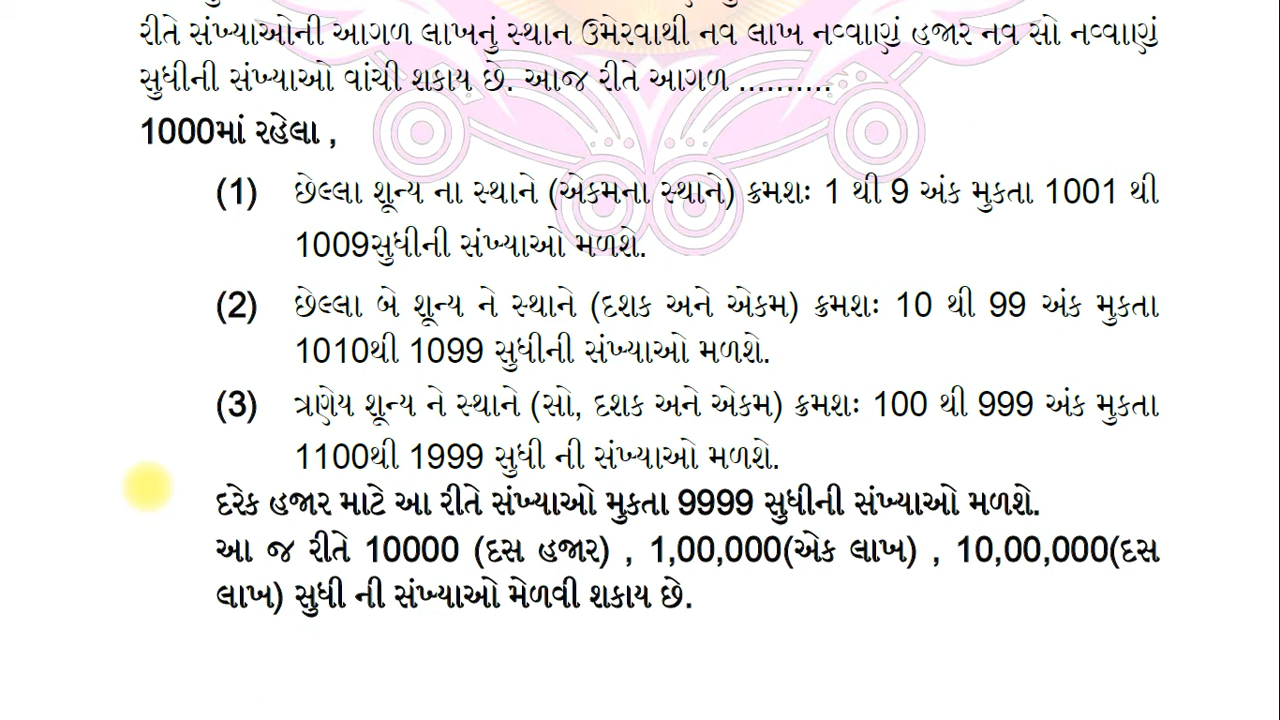 રીતે સંખ્યાઓની આગળ લાખનું સ્થાન ઉમેરવાથી નવ લાખ નવ્વાણું હજાર નવ સો નવ્વાણું
સુધીની સંખ્યાઓ વાંચી શકાય છે. આજ રીતે આગળ ..........
1000માં રહેલા ,
(1) છેલ્લા શૂન્ય ના સ્થાને (એકમના સ્થાને) ક્રમશઃ 1 થી 9 અંક મુકતા 1001 થી
1009સુધીની સંખ્યાઓ મળશે.
(2) છેલ્લા બે શૂન્ય ને સ્થાને (દશક અને એકમ) ક્રમશઃ 10 થી 99 અંક મુકતા
1010થી 1099 સુધીની સંખ્યાઓ મળશે.
(3) ત્રણેય શૂન્ય ને સ્થાને (સો, દશક અને એકમ) ક્રમશઃ 100 થી 999 અંક મુકતા
1100થી 1999 સુધી ની સંખ્યાઓ મળશે.
દરેક હજાર માટે આ રીતે સંખ્યાઓ મુકતા 9999 સુધીની સંખ્યાઓ મળશે.
આ જ રીતે 10000 (દસ હજાર) , 1,00,000(એક લાખ) , 10,00,000(દસ
લાખ) સુધી ની સંખ્યાઓ મેળવી શકાય છે.